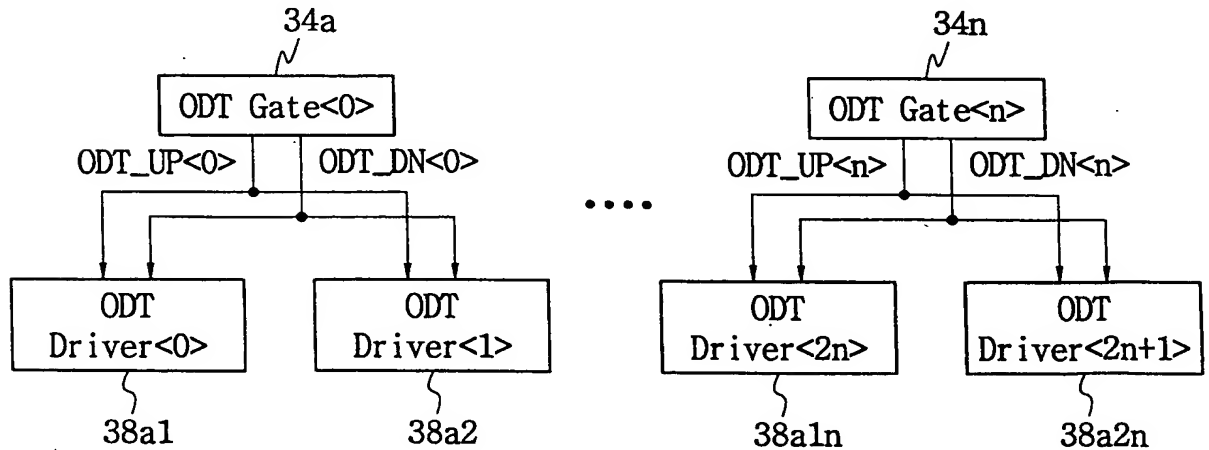 34a
34n
ODT Gate<0>
ODT Gate<n>
ODT_UP<0>
ODT_DN<0>
ODT_UP<n>
ODT_DN<n>
ODT
Driver<0>
ODT
Driver<1>
ODT
Driver<2n>
ODT
Driver<2n+1>
38a1
38a2
38a1n
38a2n